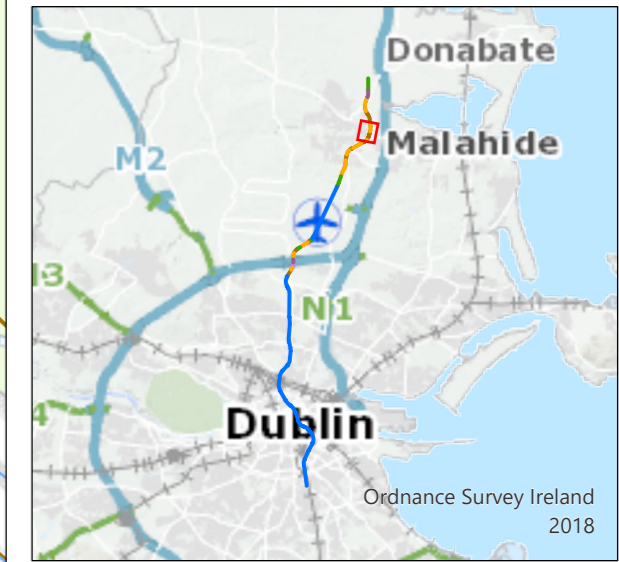 Donabate
M2
Malahide
N1
Dublin
Ordnance Survey Ireland
2018